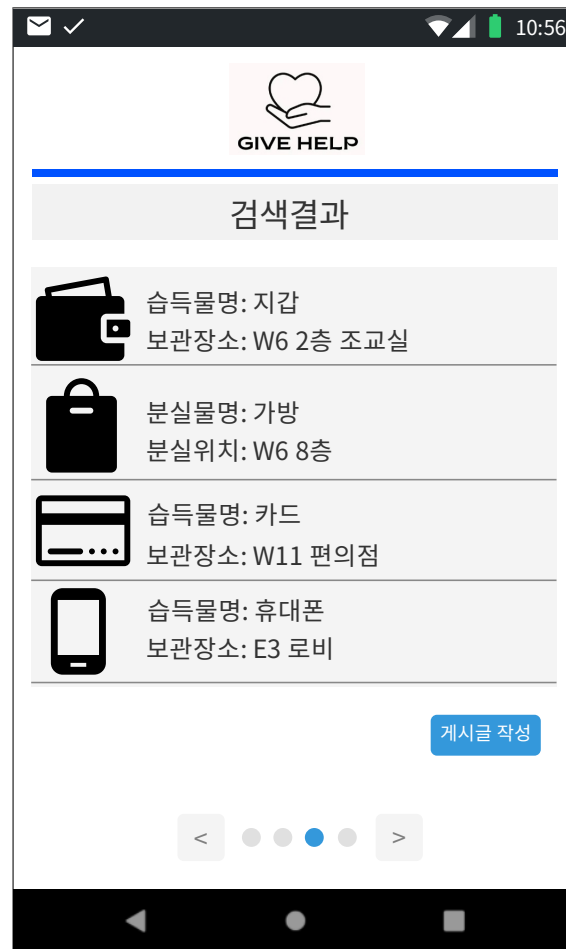 10:56
GIVE HELP
검색결과
습득물명: 지갑
보관장소: W6 2층 조교실
분실물명: 가방
분실위치: W6 8층
습득물명: 카드
보관장소: W11 편의점
습득물명: 휴대폰
보관장소: E3 로비
게시글 작성
< >